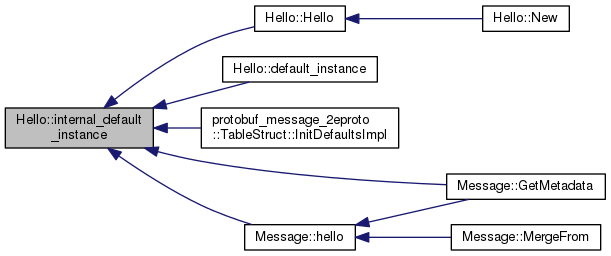 Hello::Hello
Hello::New
Hello::default_instance
Hello::internal_default
_instance
protobuf_message_2eproto
::TableStruct::InitDefaultsImpl
Message::GetMetadata
Message::hello
Message::MergeFrom